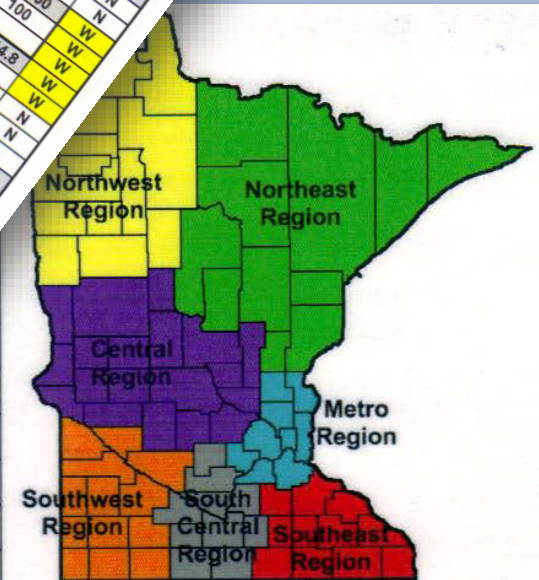 N
N
100
W
W
4.8
W
W
W
N
N
Northwest
Region
Northeast
Region
Central
Region
Metro
Region
Southwest
Region
South
Central
Region
Southeast
Region